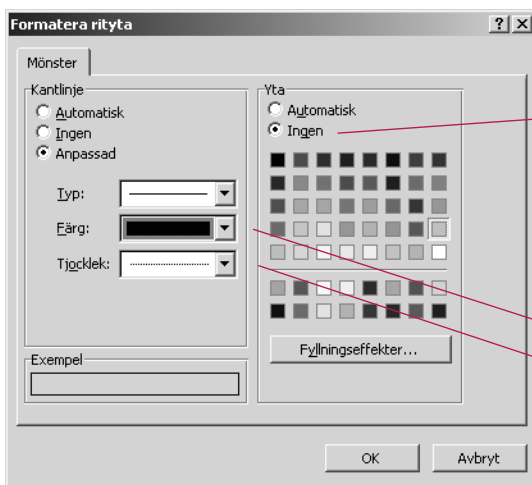 Formatera rityta
Mönster
Kantlinje
Automatisk
Ingen
Anpassad
Typ:
Färg:
Tjocklek:
Exempel
Yta
Automatisk
Ingen
Fyllningseffekter...
OK
Avbryt